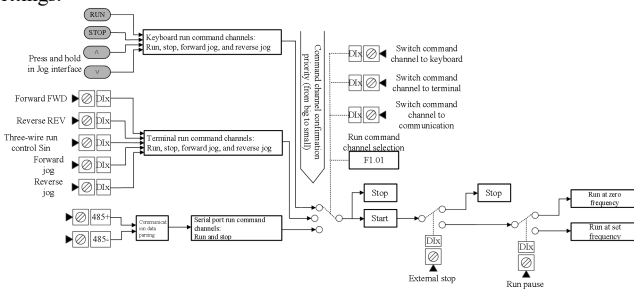 rtings.
RUN
STOP
^
v
Press and hold
in Jog interface
Keyboard run command channels:
Run, stop, forward jog, and reverse jog
Command channel confirmation
priority (from big to small)
DIx
Switch command
channel to keyboard
DIx
Switch command
channel to terminal
DIx
Switch command
channel to
communication
Run command
channel selection
F1.01
Forward FWD
DIx
Reverse REV
DIx
Three-wire run
control Sin
DIx
Forward
jog
DIx
Reverse
jog
DIx
Terminal run command channels:
Run, stop, forward jog, and reverse jog
485+
485-
Communicati
on data
parsing
Serial port run command
channels:
Run and stop
Stop
Start
Stop
Run at zero
frequency
Run at set
frequency
DIx
External stop
DIx
Run pause